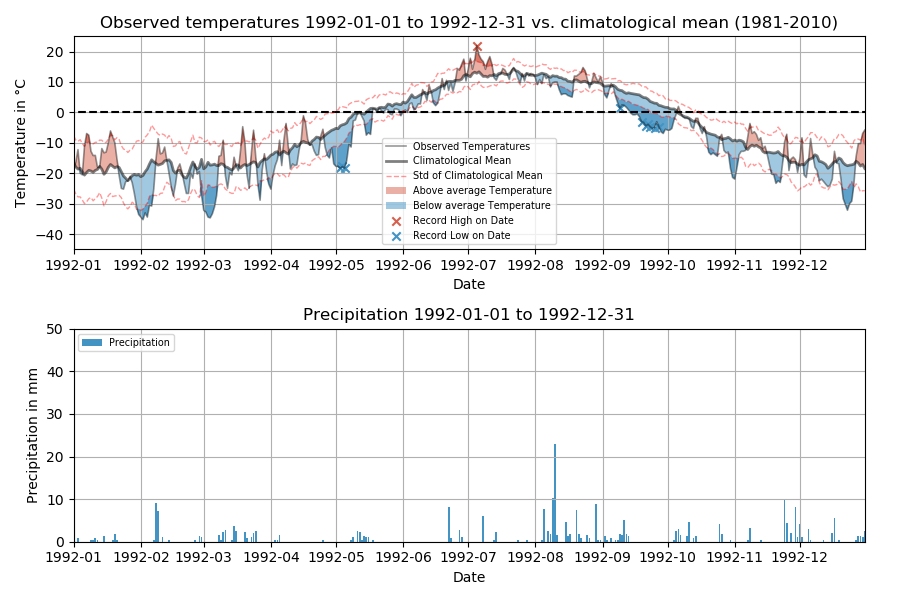 Observed temperatures 1992-01-01 to 1992-12-31 vs. climatological mean (1981-2010)
Temperature in °C
20
10
0
−10
−20
−30
−40
Observed Temperatures
Climatological Mean
Std of Climatological Mean
Above average Temperature
Below average Temperature
Record High on Date
Record Low on Date
1992-01 1992-02 1992-03 1992-04 1992-05 1992-06 1992-07 1992-08 1992-09 1992-10 1992-11 1992-12
Date
Precipitation 1992-01-01 to 1992-12-31
Precipitation in mm
50
40
30
20
10
0
Precipitation
1992-01 1992-02 1992-03 1992-04 1992-05 1992-06 1992-07 1992-08 1992-09 1992-10 1992-11 1992-12
Date